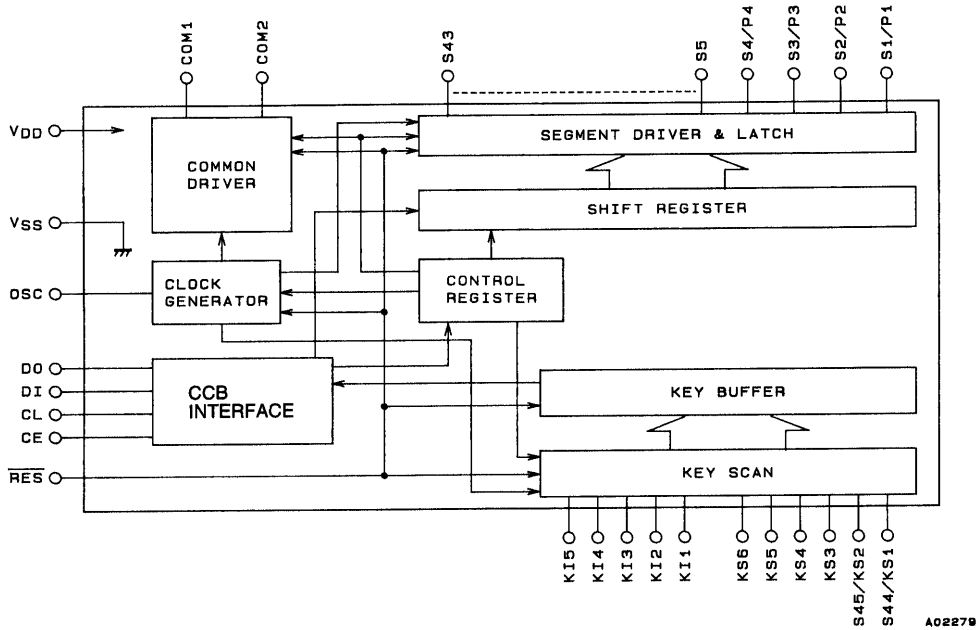 COM1
COM2
S43
S5
S4/P4
S3/P3
S2/P2
S1/P1
VDD
COMMON
DRIVER
SEGMENT DRIVER & LATCH
VSS
SHIFT REGISTER
OSC
CLOCK
GENERATOR
CONTROL
REGISTER
DO
DI
CL
CE
CCB
INTERFACE
KEY BUFFER
RES
KEY SCAN
KI5
KI4
KI3
KI2
KI1
KS6
KS5
KS4
KS3
S45/KS2
S44/KS1
A02279